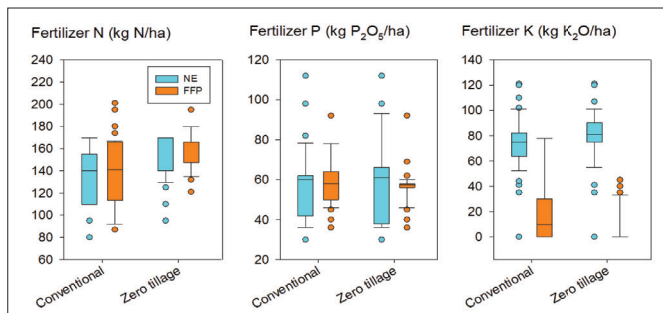 Fertilizer N (kg N/ha)
240
220
200
180
160
140
120
100
80
60
NE
FFP
Conventional
Zero tillage
Fertilizer P (kg P₂O₅/ha)
120
100
80
60
40
20
Conventional
Zero tillage
Fertilizer K (kg K₂O/ha)
140
120
100
80
60
40
20
0
Conventional
Zero tillage